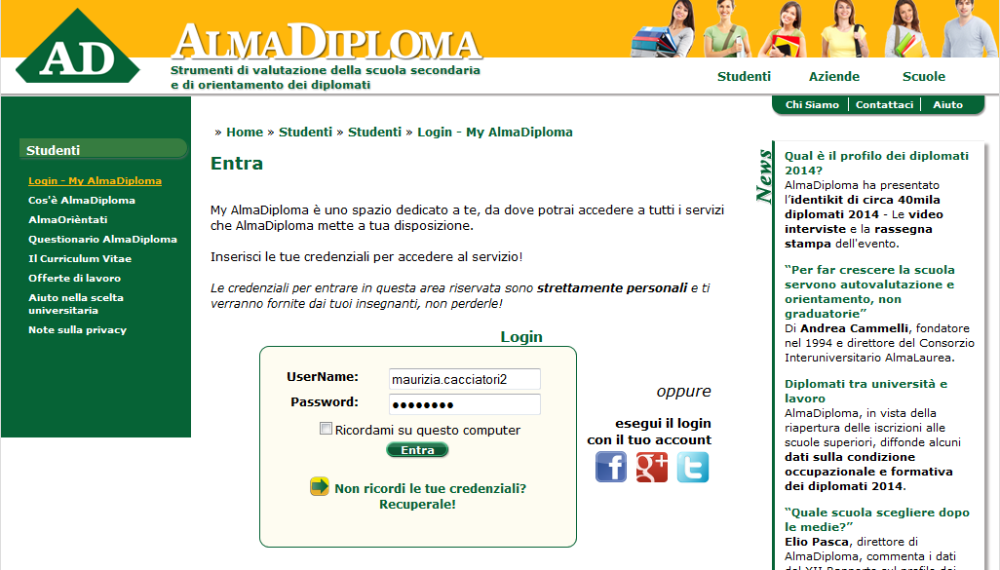 AD
ALMADIPLOMA
Strumenti di valutazione della scuola secondaria
e di orientamento dei diplomati
Studenti Aziende Scuole
Chi Siamo Contattaci Aiuto
Studenti
Login - My AlmaDiploma
Cos'è AlmaDiploma
AlmaOrièntati
Questionario AlmaDiploma
Il Curriculum Vitae
Offerte di lavoro
Aiuto nella scelta
universitaria
Note sulla privacy
» Home » Studenti » Studenti » Login - My AlmaDiploma
Entra
My AlmaDiploma è uno spazio dedicato a te, da dove potrai accedere a tutti i servizi
che AlmaDiploma mette a tua disposizione.
Inserisci le tue credenziali per accedere al servizio!
Le credenziali per entrare in questa area riservata sono strettamente personali e ti
verranno fornite dai tuoi insegnanti, non perderle!
Login
UserName: maurizia.cacciatori2
Password: ●●●●●●●●
Ricordami su questo computer
Entra
Non ricordi le tue credenziali?
Recuperale!
oppure
esegui il login
con il tuo account
f g+ t
News
Qual è il profilo dei diplomati
2014?
AlmaDiploma ha presentato
l'identikit di circa 40mila
diplomati 2014 - Le video
interviste e la rassegna
stampa dell'evento.
“Per far crescere la scuola
servono autovalutazione e
orientamento, non
graduatorie”
Di Andrea Cammelli, fondatore
nel 1994 e direttore del Consorzio
Interuniversitario AlmaLaurea.
Diplomati tra università e
lavoro
AlmaDiploma, in vista della
riapertura delle iscrizioni alle
scuole superiori, diffonde alcuni
dati sulla condizione
occupazionale e formativa
dei diplomati 2014.
“Quale scuola scegliere dopo
le medie?”
Elio Pasca, direttore di
AlmaDiploma, commenta i dati
del XII Rapporto sul profilo dei